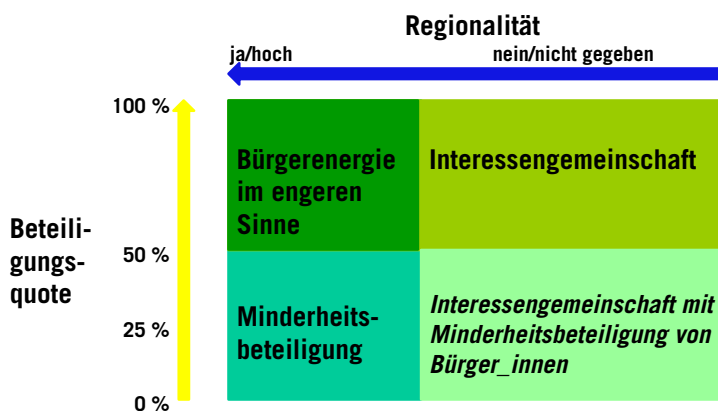 Regionalität
ja/hoch nein/nicht gegeben
100 %
Bürgerenergie
im engeren
Sinne
Interessengemeinschaft
Beteili-
gungs-
quote
50 %
25 %
0 %
Minderheits-
beteiligung
Interessengemeinschaft mit
Minderheitsbeteiligung von
Bürger_innen